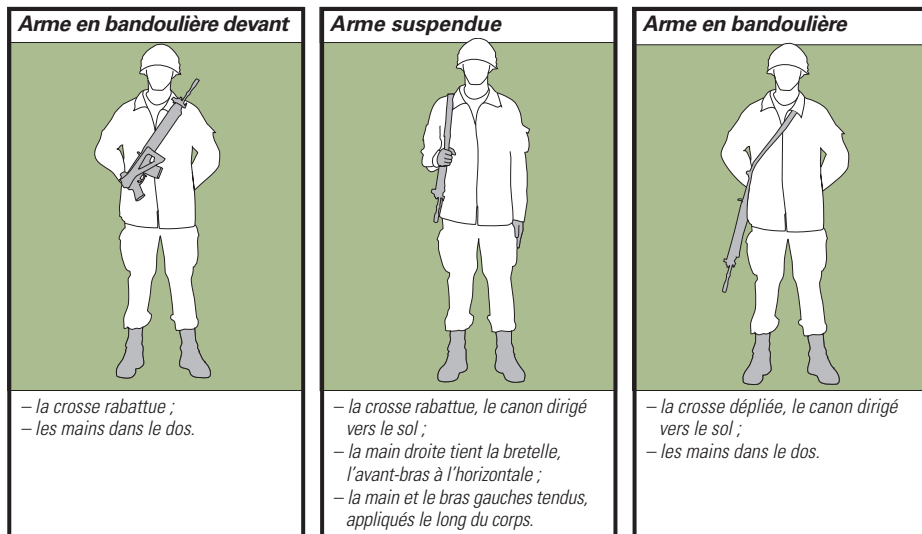 Arme en bandoulière devant
– la crosse rabattue ;
– les mains dans le dos.
Arme suspendue
– la crosse rabattue, le canon dirigé
vers le sol ;
– la main droite tient la bretelle,
l'avant-bras à l'horizontale ;
– la main et le bras gauches tendus,
appliqués le long du corps.
Arme en bandoulière
– la crosse dépliée, le canon dirigé
vers le sol ;
– les mains dans le dos.